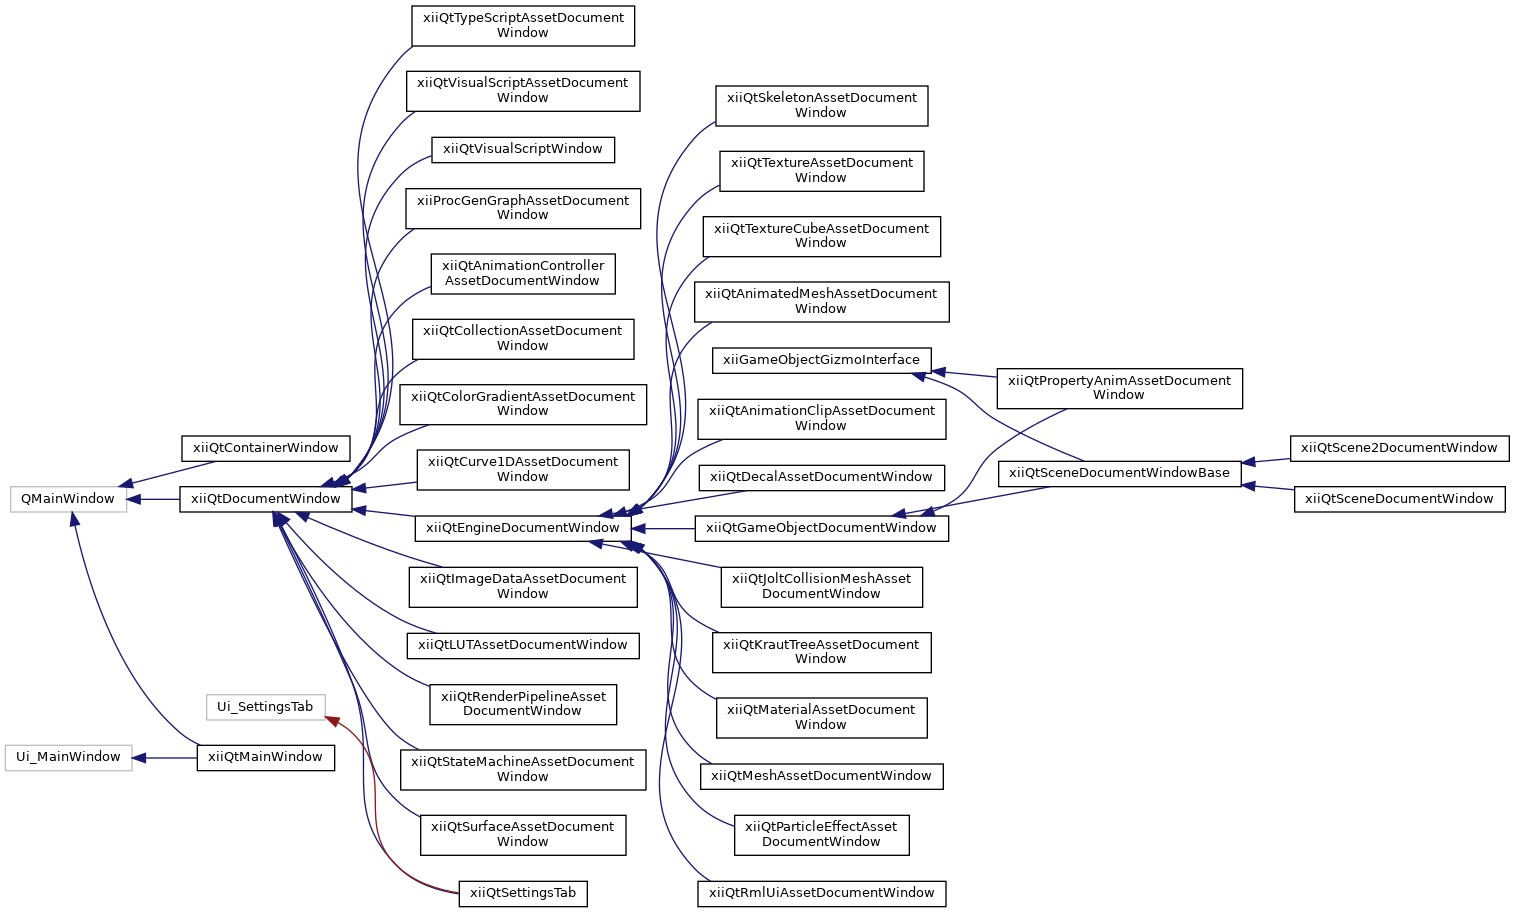 QMainWindow
Ui_MainWindow
xiiQtContainerWindow
xiiQtDocumentWindow
Ui_SettingsTab
xiiQtMainWindow
xiiQtTypeScriptAssetDocument
Window
xiiQtVisualScriptAssetDocument
Window
xiiQtVisualScriptWindow
xiiProcGenGraphAssetDocument
Window
xiiQtAnimationController
AssetDocumentWindow
xiiQtCollectionAssetDocument
Window
xiiQtColorGradientAssetDocument
Window
xiiQtCurve1DAssetDocument
Window
xiiQtEngineDocumentWindow
xiiQtImageDataAssetDocument
Window
xiiQtLUTAssetDocumentWindow
xiiQtRenderPipelineAsset
DocumentWindow
xiiQtStateMachineAssetDocument
Window
xiiQtSurfaceAssetDocument
Window
xiiQtSettingsTab
xiiQtSkeletonAssetDocument
Window
xiiQtTextureAssetDocument
Window
xiiQtTextureCubeAssetDocument
Window
xiiQtAnimatedMeshAssetDocument
Window
xiiGameObjectGizmoInterface
xiiQtAnimationClipAssetDocument
Window
xiiQtDecalAssetDocumentWindow
xiiQtGameObjectDocumentWindow
xiiQtJoltCollisionMeshAsset
DocumentWindow
xiiQtKrautTreeAssetDocument
Window
xiiQtMaterialAssetDocument
Window
xiiQtMeshAssetDocumentWindow
xiiQtParticleEffectAsset
DocumentWindow
xiiQtRmlUiAssetDocumentWindow
xiiQtPropertyAnimAssetDocument
Window
xiiQtSceneDocumentWindowBase
xiiQtScene2DocumentWindow
xiiQtSceneDocumentWindow